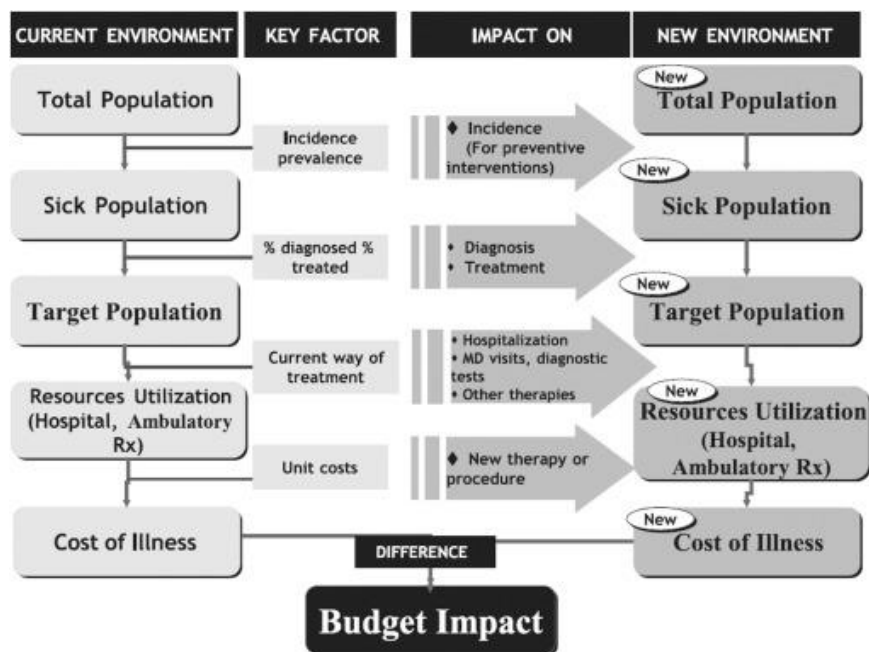 CURRENT ENVIRONMENT
KEY FACTOR
IMPACT ON
NEW ENVIRONMENT
Total Population
Incidence
prevalence
♦ Incidence
(For preventive
interventions)
New
Total Population
Sick Population
% diagnosed %
treated
• Diagnosis
• Treatment
New
Sick Population
Target Population
Current way of
treatment
• Hospitalization
• MD visits, diagnostic
tests
• Other therapies
New
Target Population
Resources Utilization
(Hospital, Ambulatory
Rx)
Unit costs
♦ New therapy or
procedure
New
Resources Utilization
(Hospital,
Ambulatory Rx)
Cost of Illness
DIFFERENCE
New
Cost of Illness
Budget Impact